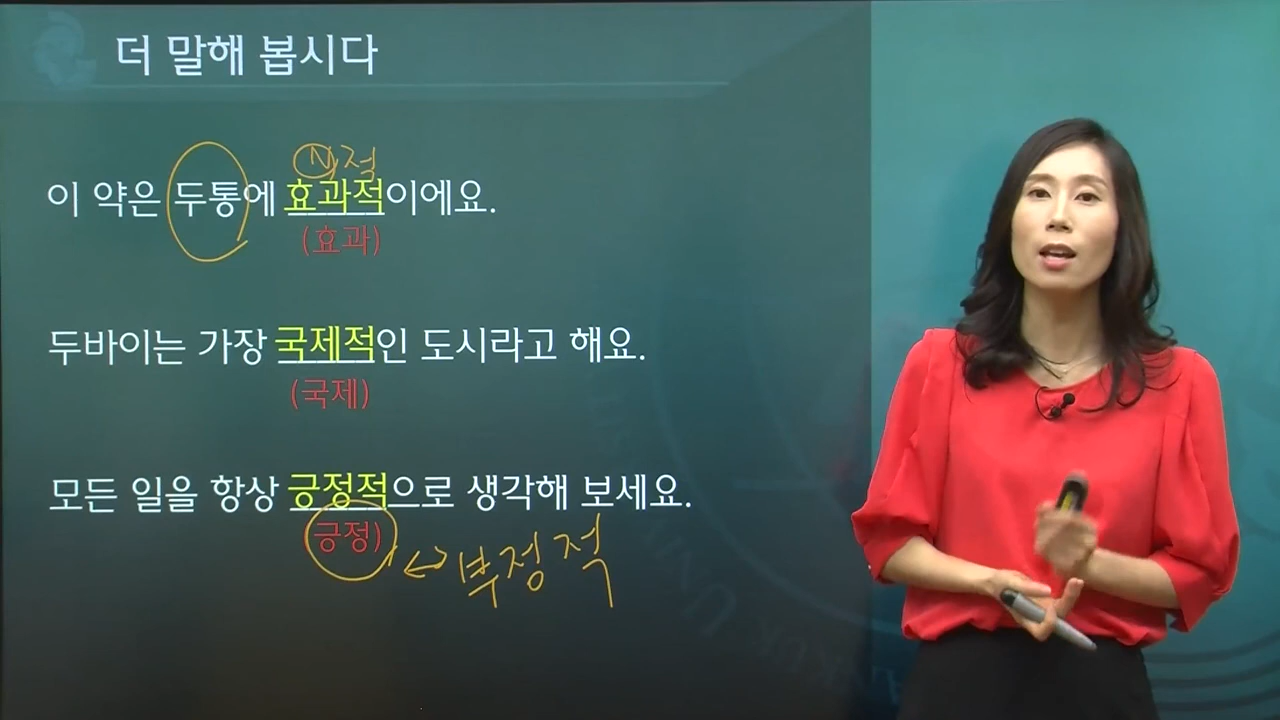 더 말해 봅시다
N적
이 약은 두통에 효과적이에요.
(효과)
두바이는 가장 국제적인 도시라고 해요.
(국제)
모든 일을 항상 긍정적으로 생각해 보세요.
(긍정) ↔ 부정적